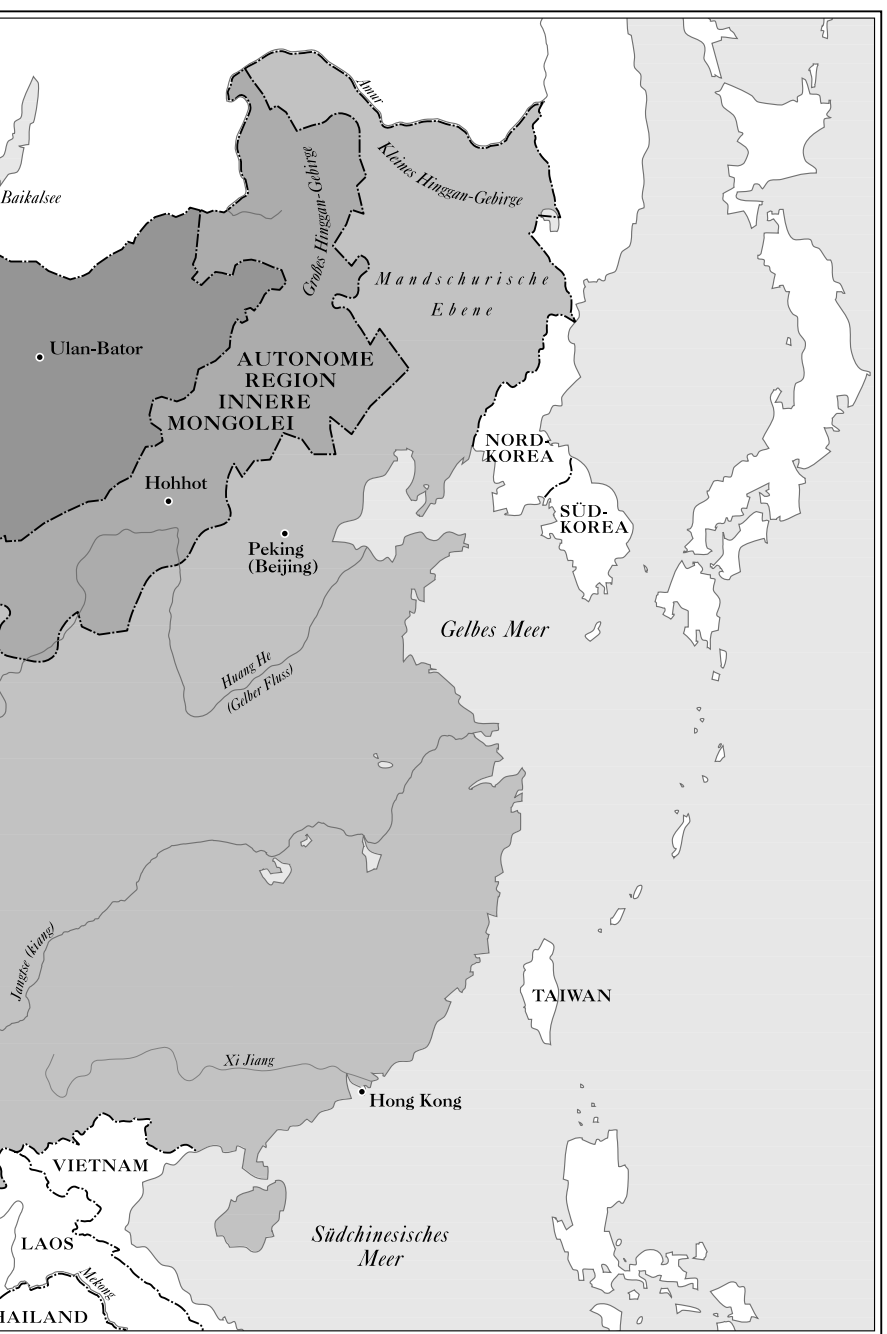 Amur
Kleines Hinggan-Gebirge
Großes Hinggan-Gebirge
Baikalsee
Mandschurische
Ebene
Ulan-Bator
AUTONOME
REGION
INNERE
MONGOLEI
NORD-
KOREA
Hohhot
SÜD-
KOREA
Peking
(Beijing)
Gelbes Meer
Huang He
(Gelber Fluss)
Jangtse (kiang)
TAIWAN
Xi Jiang
Hong Kong
VIETNAM
LAOS
Südchinesisches
Meer
Mekong
HAILAND